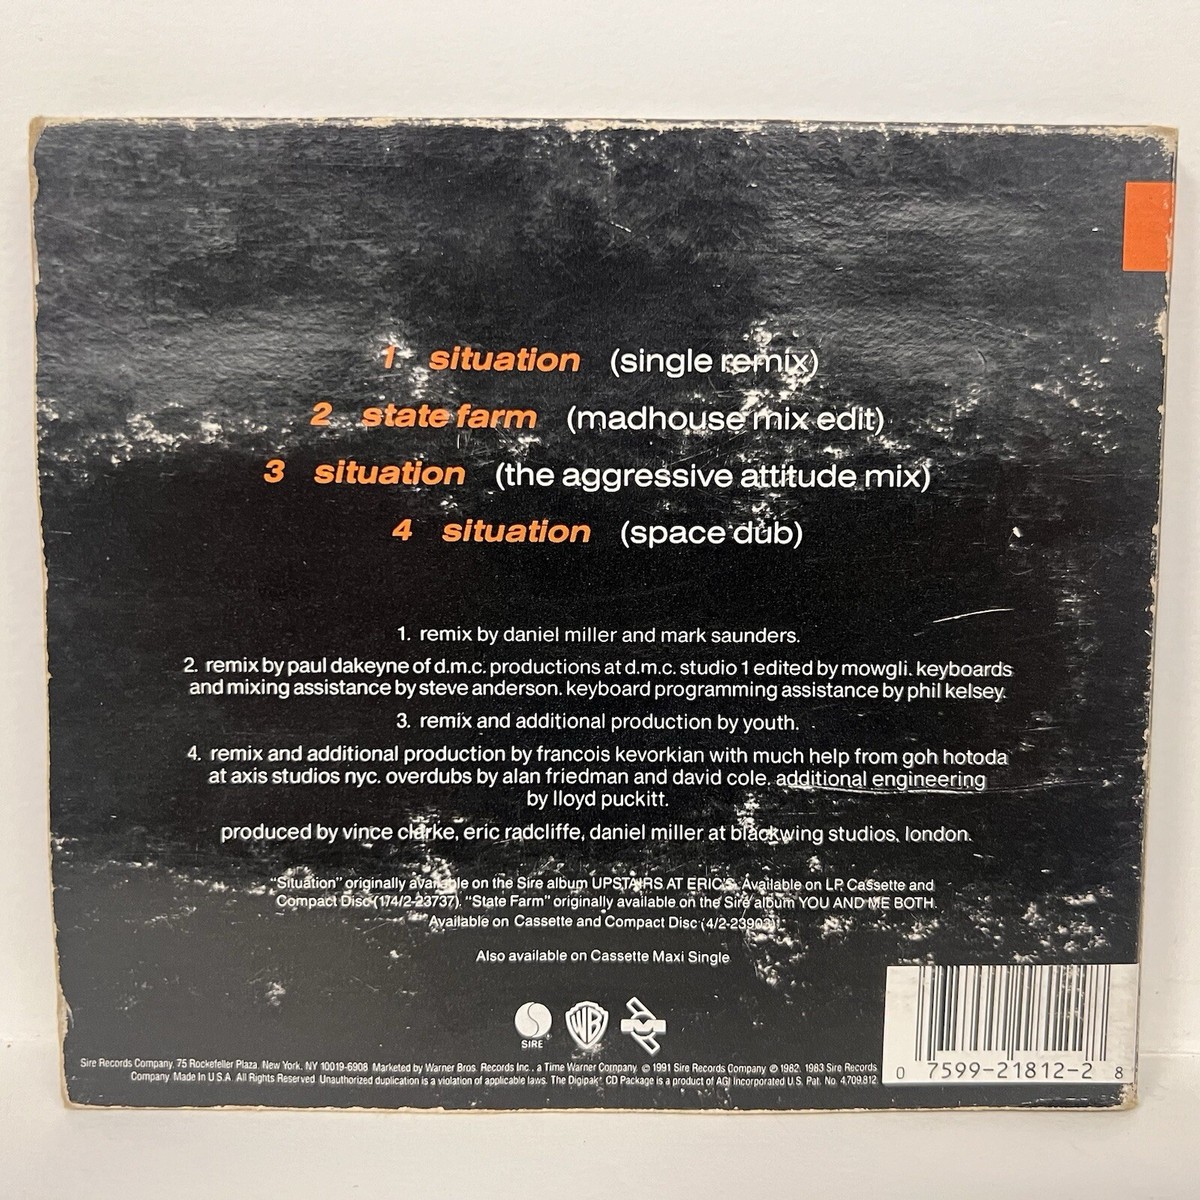 1 situation (single remix)
2 state farm (madhouse mix edit)
3 situation (the aggressive attitude mix)
4 situation (space dub)
1. remix by daniel miller and mark saunders.
2. remix by paul dakeyne of d.m.c. productions at d.m.c. studio 1 edited by mowgli. keyboards
and mixing assistance by steve anderson. keyboard programming assistance by phil kelsey.
3. remix and additional production by youth.
4. remix and additional production by francois kevorkian with much help from goh hotoda
at axis studios nyc. overdubs by alan friedman and david cole. additional engineering
by lloyd puckitt.
produced by vince clarke, eric radcliffe, daniel miller at blackwing studios, london.
"Situation" originally available on the Sire album UPSTAIRS AT ERIC'S. Available on LP, Cassette and
Compact Disc (1/4/2-23737). "State Farm" originally available on the Sire album YOU AND ME BOTH.
Available on Cassette and Compact Disc (4/2-23903)
Also available on Cassette Maxi Single
SIRE
WB
Sire Records Company, 75 Rockefeller Plaza, New York, NY 10019-6908 Marketed by Warner Bros. Records Inc., a Time Warner Company. © 1991 Sire Records Company ℗ 1982, 1983 Sire Records
Company. Made In U.S.A. All Rights Reserved. Unauthorized duplication is a violation of applicable laws. The Digipak® CD Package is a product of AGI Incorporated U.S. Pat. No. 4,709,812
0 7599-21812-2 8